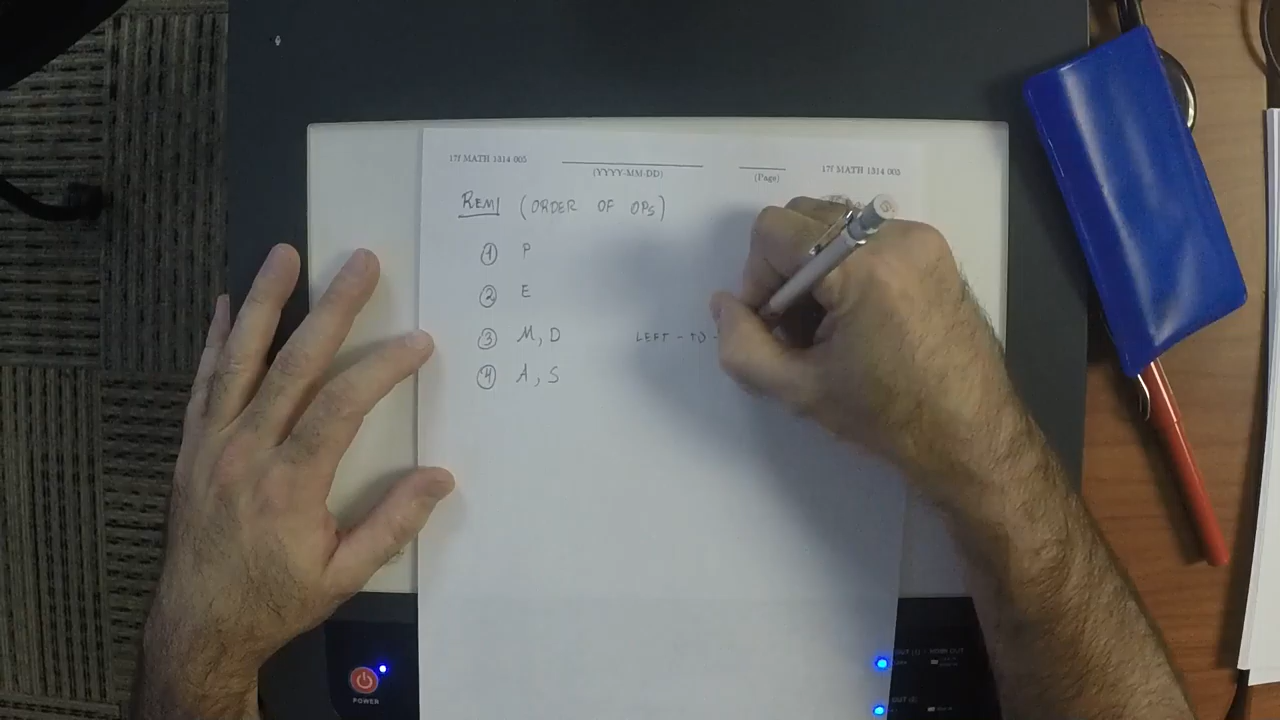 17f MATH 1314 005 (YYYY-MM-DD) (Page) 17f MATH 1314 005
REM| (ORDER OF OPS)
① P
② E
③ M, D LEFT - TO -
④ A, S
POWER